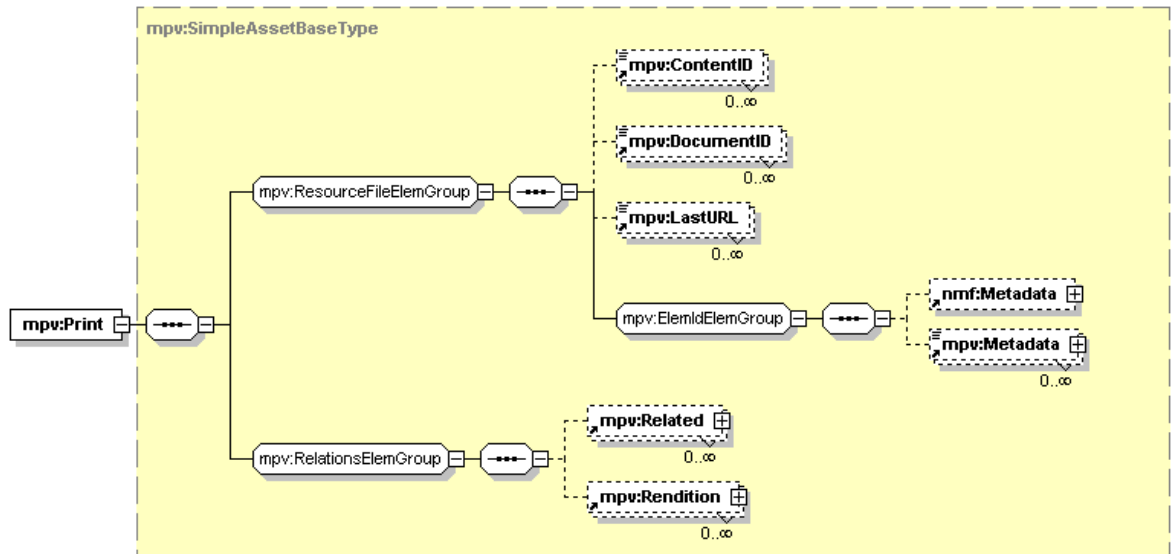 mpv:SimpleAssetBaseType
mpv:ContentID
0..∞
mpv:DocumentID
0..∞
mpv:ResourceFileElemGroup
mpv:LastURL
0..∞
nmf:Metadata
mpv:Print
mpv:ElemIdElemGroup
mpv:Metadata
0..∞
mpv:Related
0..∞
mpv:RelationsElemGroup
mpv:Rendition
0..∞